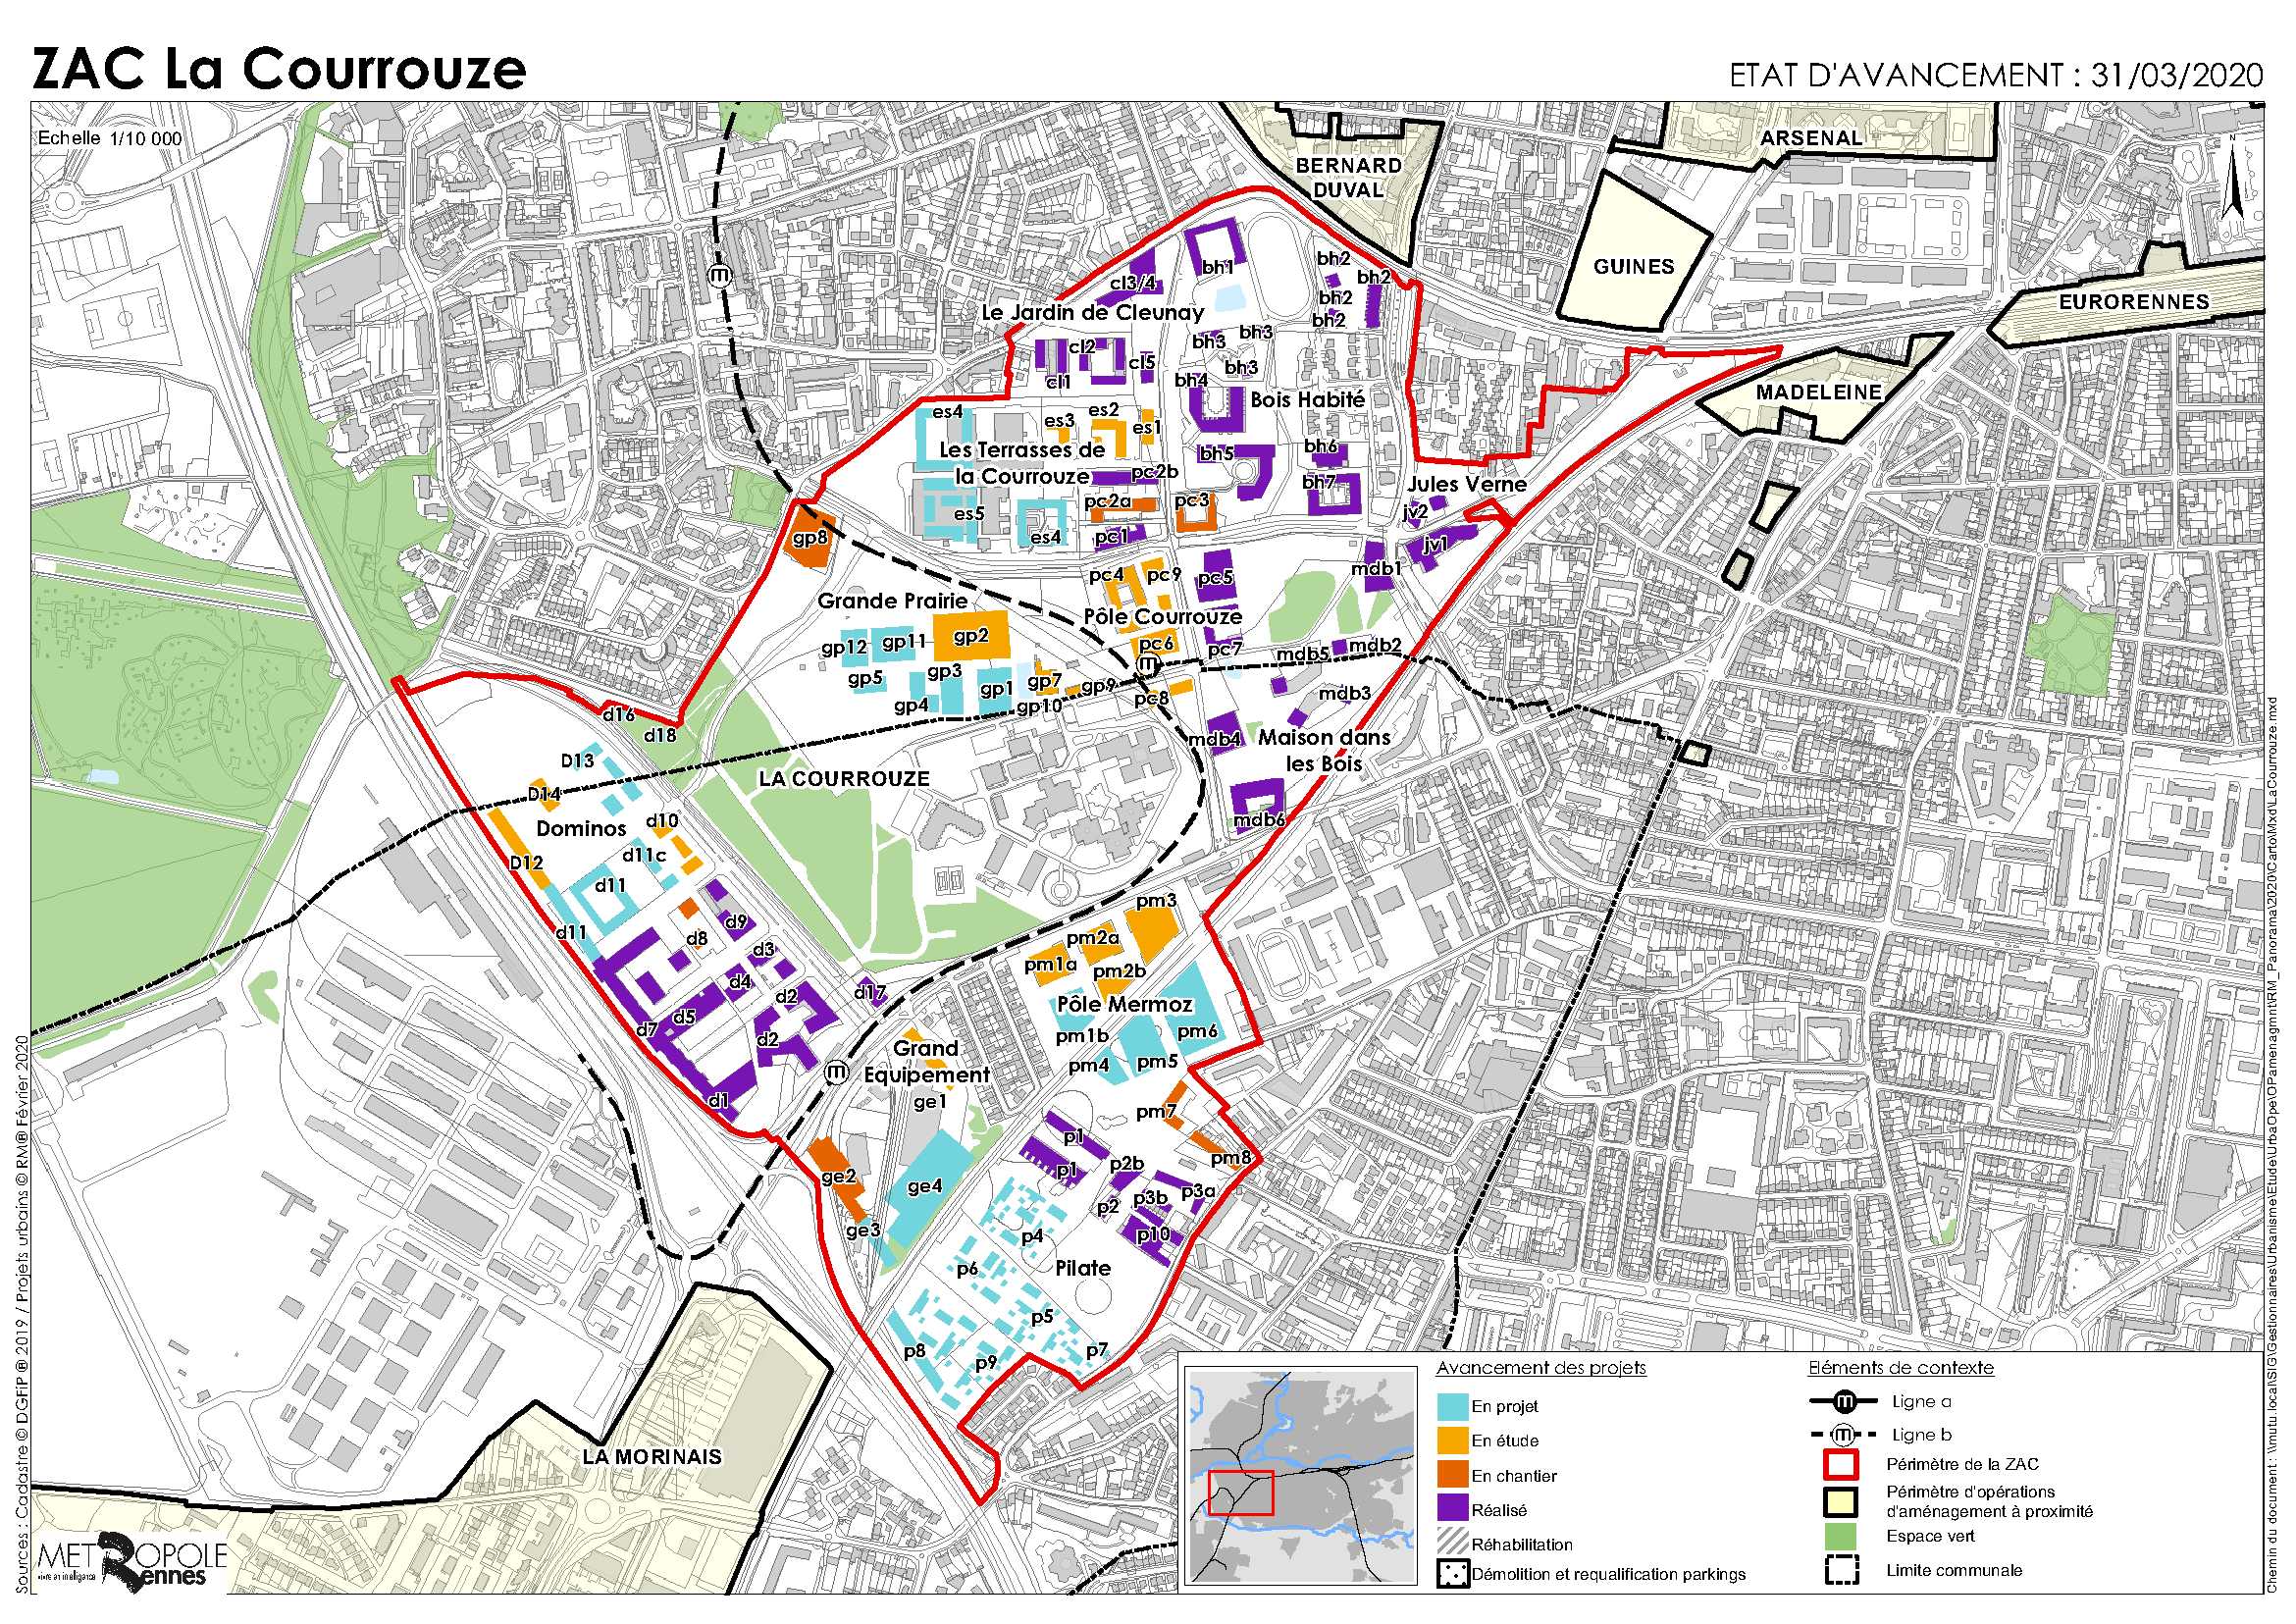 ZAC La Courrouze
ETAT D'AVANCEMENT : 31/03/2020
Echelle 1/10 000
N
ARSENAL
BERNARD
DUVAL
GUINES
EURORENNES
MADELEINE
bh1
bh2
bh2
bh2
bh2
cl3/4
Le Jardin de Cleunay
bh3
bh3
bh3
cl2
cl1
cl5
bh4
Bois Habité
es4
es3
es2
es1
Les Terrasses de
la Courrouze
bh5
bh6
bh7
pc2b
pc2a
pc3
Jules Verne
jv2
jv1
es5
es4
pc1
gp8
pc4
pc9
pc5
mdb1
Grande Prairie
Pôle Courrouze
gp12
gp11
gp2
pc6
m
m
pc7
mdb5
mdb2
gp5
gp3
gp1
gp7
gp9
pc8
mdb3
gp4
gp10
d16
d18
mdb4
Maison dans
les Bois
D13
D14
LA COURROUZE
mdb6
Dominos
d10
D12
d11c
d11
d11
d9
d8
d3
d4
d2
d17
d5
d7
d2
d1
m
pm3
pm2a
pm1a
pm2b
Pôle Mermoz
pm1b
pm6
pm4
pm5
Grand
Equipement
ge1
pm7
pm8
p1
p1
p2b
p3b
p3a
p2
p10
ge2
ge4
ge3
p4
p6
Pilate
p5
p8
p9
p7
LA MORINAIS
Avancement des projets
En projet
En étude
En chantier
Réalisé
Réhabilitation
Démolition et requalification parkings
Eléments de contexte
m Ligne a
m Ligne b
Périmètre de la ZAC
Périmètre d'opérations
d'aménagement à proximité
Espace vert
Limite communale
METROPOLE
Rennes
vivre en intelligence
Sources : Cadastre © DGFiP ® 2019 / Projets urbains © RM® Février 2020
Chemin du document : \\mutu.local\SIG\Gestionnaires\Urbanisme\Etude\UrbaOpe\OPamenagmnt\RM_Panorama\2020\Carto\Mxd\LaCourrouze.mxd